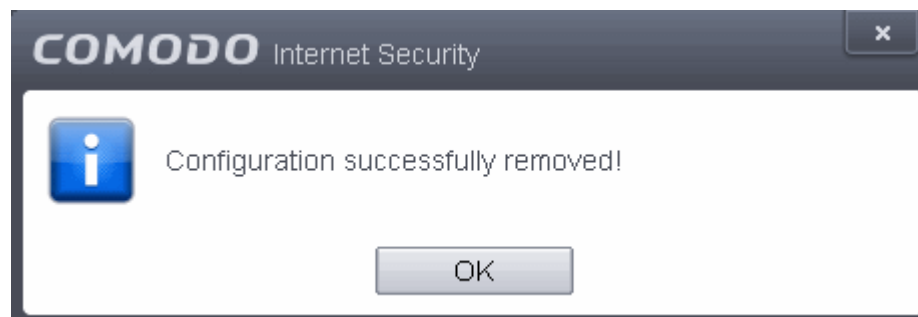 COMODO Internet Security
x
Configuration successfully removed!
OK